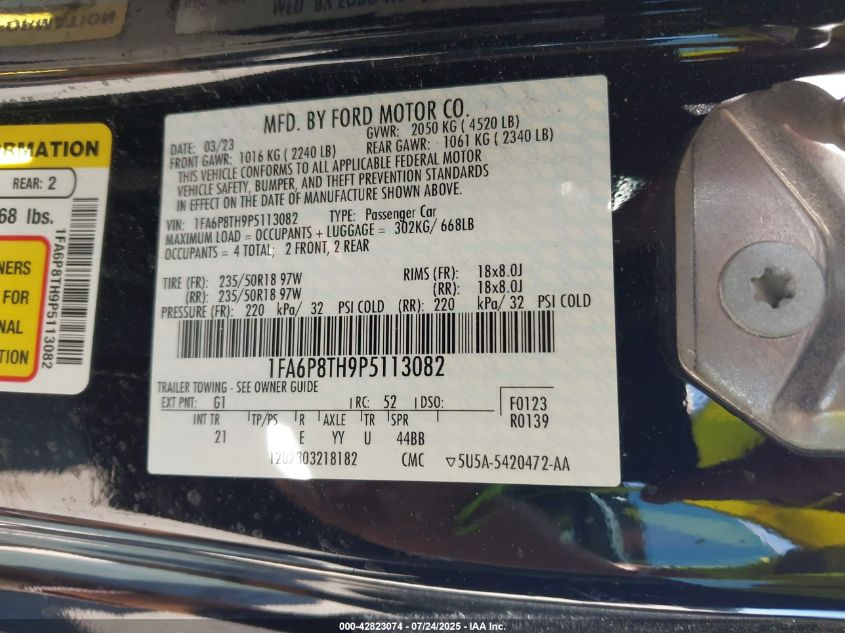 MFD. BY FORD MOTOR CO.
DATE: 03/23 GVWR: 2050 KG ( 4520 LB)
FRONT GAWR: 1016 KG ( 2240 LB) REAR GAWR: 1061 KG ( 2340 LB)
THIS VEHICLE CONFORMS TO ALL APPLICABLE FEDERAL MOTOR
VEHICLE SAFETY, BUMPER, AND THEFT PREVENTION STANDARDS
IN EFFECT ON THE DATE OF MANUFACTURE SHOWN ABOVE.
VIN: 1FA6P8TH9P5113082 TYPE: Passenger Car
MAXIMUM LOAD = OCCUPANTS + LUGGAGE = 302KG/ 668LB
OCCUPANTS = 4 TOTAL; 2 FRONT, 2 REAR
TIRE (FR): 235/50R18 97W RIMS (FR): 18x8.0J
(RR): 235/50R18 97W (RR): 18x8.0J
PRESSURE (FR): 220 kPa/ 32 PSI COLD (RR): 220 kPa/ 32 PSI COLD
1FA6P8TH9P5113082
TRAILER TOWING - SEE OWNER GUIDE
EXT PNT: G1 RC: 52 DSO: F0123
INT TR TP/PS R AXLE TR SPR R0139
21 E YY U 44BB
1202303218182 CMC ▽5U5A-5420472-AA
RMATION
REAR: 2
68 lbs.
1FA6P8TH9P5113082
NERS
FOR
NAL
ION
000-42823074 / 07/24/2025 - IAA Inc.